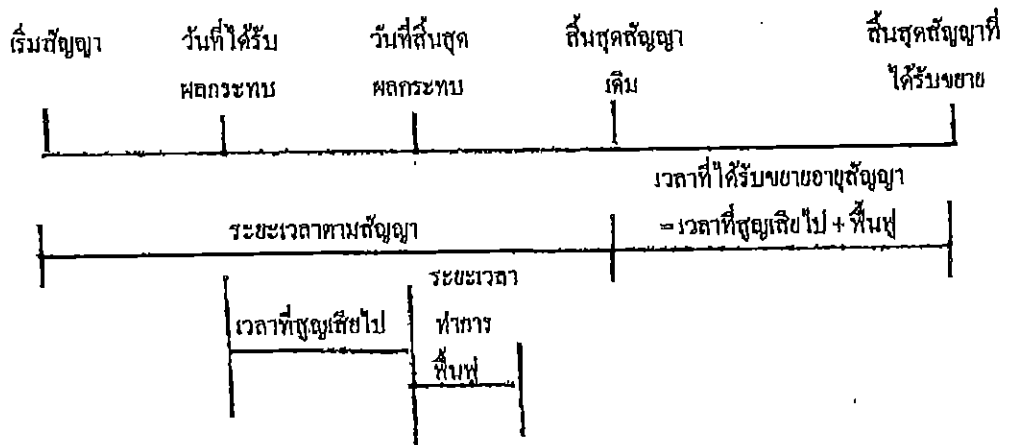 เริ่มสัญญา วันที่ได้รับ วันที่สิ้นสุด สิ้นสุดสัญญา สิ้นสุดสัญญาที่
ผลกระทบ ผลกระทบ เดิม ได้รับขยาย
เวลาที่ได้รับขยายอายุสัญญา
ระยะเวลาตามสัญญา = เวลาที่สูญเสียไป + ฟื้นฟู
ระยะเวลา
เวลาที่สูญเสียไป ทำการ
ฟื้นฟู